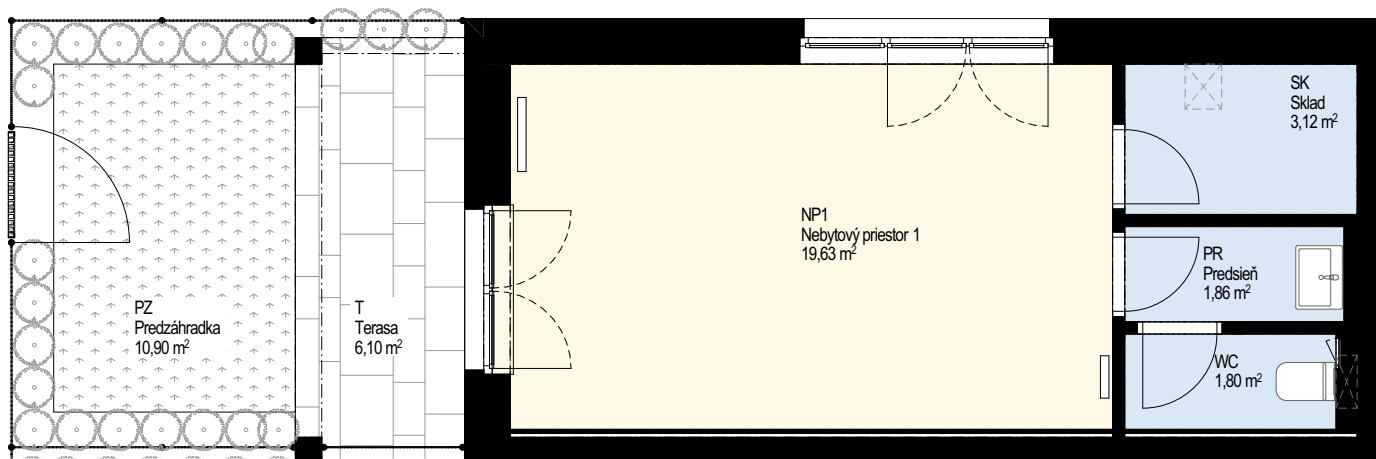 PZ
Predzáhradka
10,90 m²
T
Terasa
6,10 m²
NP1
Nebytový priestor 1
19,63 m²
SK
Sklad
3,12 m²
PR
Predsieň
1,86 m²
WC
1,80 m²